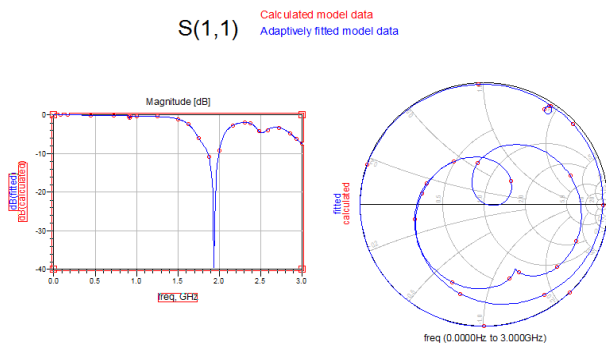 S(1,1)
Calculated model data
Adaptively fitted model data
Magnitude [dB]
0
-10
-20
-30
-40
dB(fitted)
DB(calculated)
0.0 0.5 1.0 1.5 2.0 2.5 3.0
freq, GHz
fitted
calculated
freq (0.0000Hz to 3.000GHz)